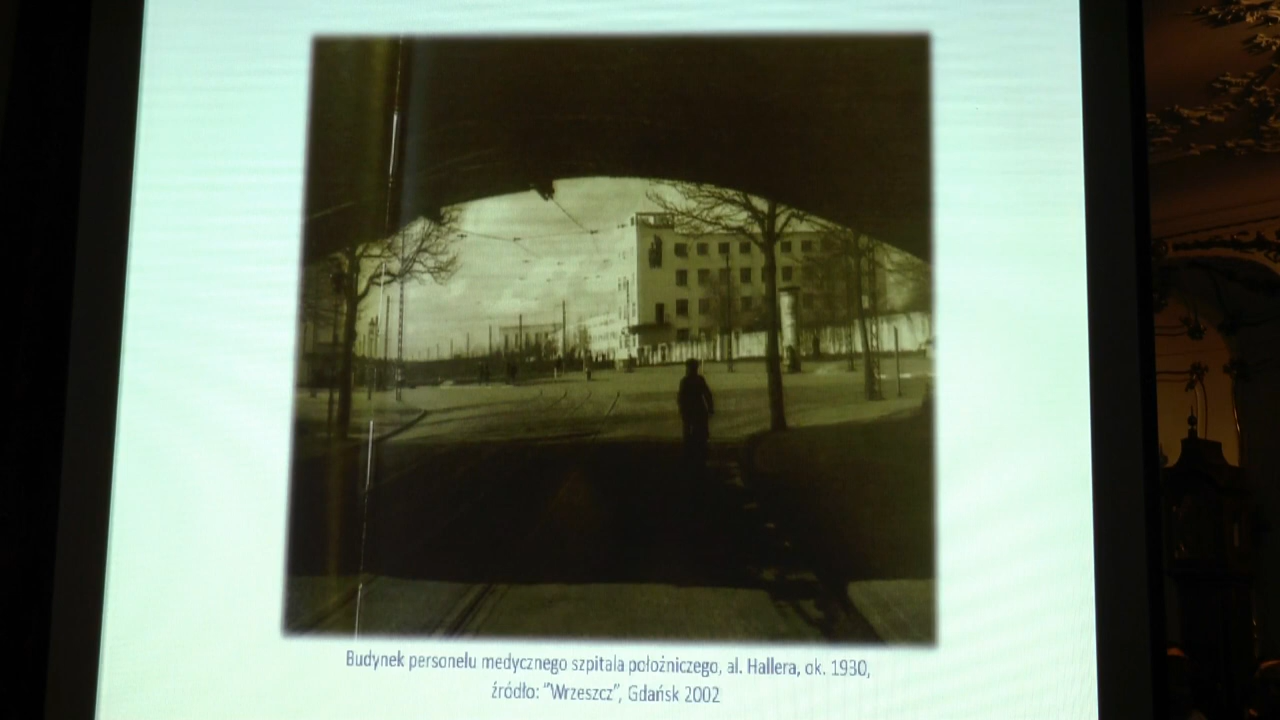 Budynek personelu medycznego szpitala położniczego, al. Hallera, ok. 1930,
źródło: "Wrzeszcz", Gdańsk 2002